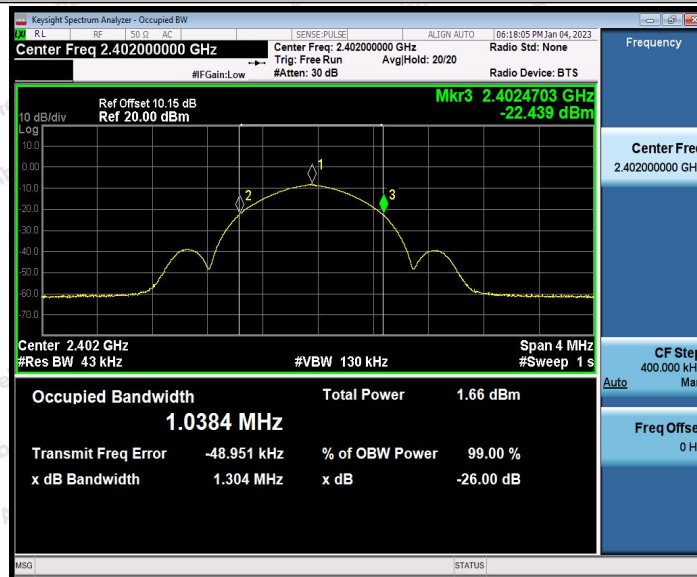 Keysight Spectrum Analyzer - Occupied BW
RL RF 50 Ω AC SENSE:PULSE ALIGN AUTO 06:18:05 PM Jan 04, 2023
Center Freq 2.402000000 GHz Center Freq: 2.402000000 GHz Radio Std: None Frequency
Trig: Free Run Avg|Hold: 20/20
#IFGain:Low #Atten: 30 dB Radio Device: BTS
Ref Offset 10.15 dB Mkr3 2.4024703 GHz
10 dB/div Ref 20.00 dBm -22.439 dBm
Log
10.0
0.00
-10.0
-20.0
-30.0
-40.0
-50.0
-60.0
-70.0
1
2
3
Center 2.402 GHz Span 4 MHz
#Res BW 43 kHz #VBW 130 kHz #Sweep 1 s
Occupied Bandwidth Total Power 1.66 dBm
1.0384 MHz
Transmit Freq Error -48.951 kHz % of OBW Power 99.00 %
x dB Bandwidth 1.304 MHz x dB -26.00 dB
Center Fre
2.402000000 GH
CF Step
400.000 kH
Auto Ma
Freq Offse
0 H
MSG STATUS